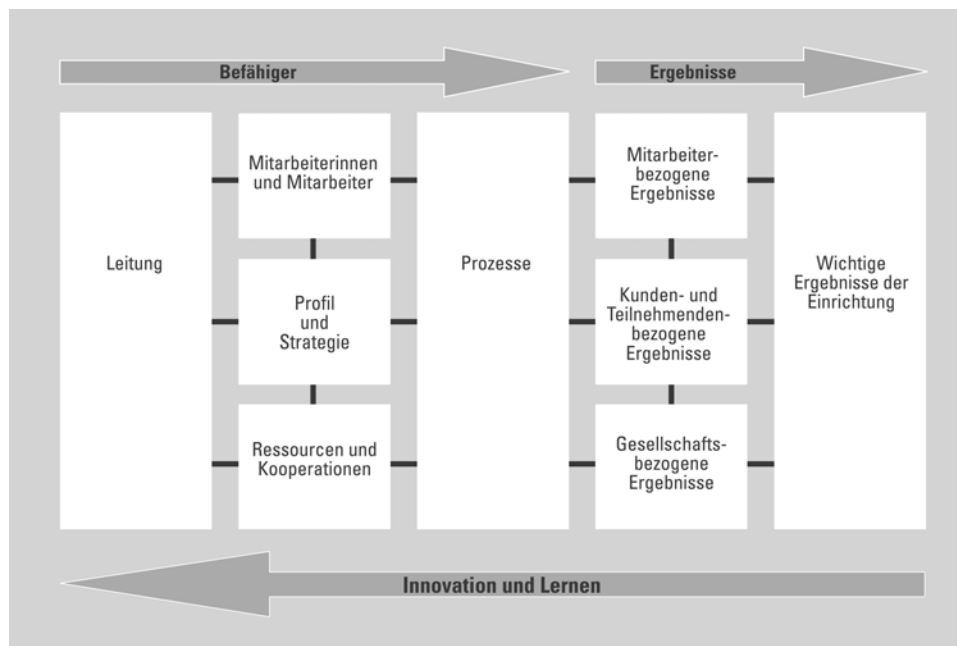 Befähiger
Ergebnisse
Leitung
Mitarbeiterinnen
und Mitarbeiter
Profil
und
Strategie
Ressourcen und
Kooperationen
Prozesse
Mitarbeiter-
bezogene
Ergebnisse
Kunden- und
Teilnehmenden-
bezogene
Ergebnisse
Gesellschafts-
bezogene
Ergebnisse
Wichtige
Ergebnisse der
Einrichtung
Innovation und Lernen